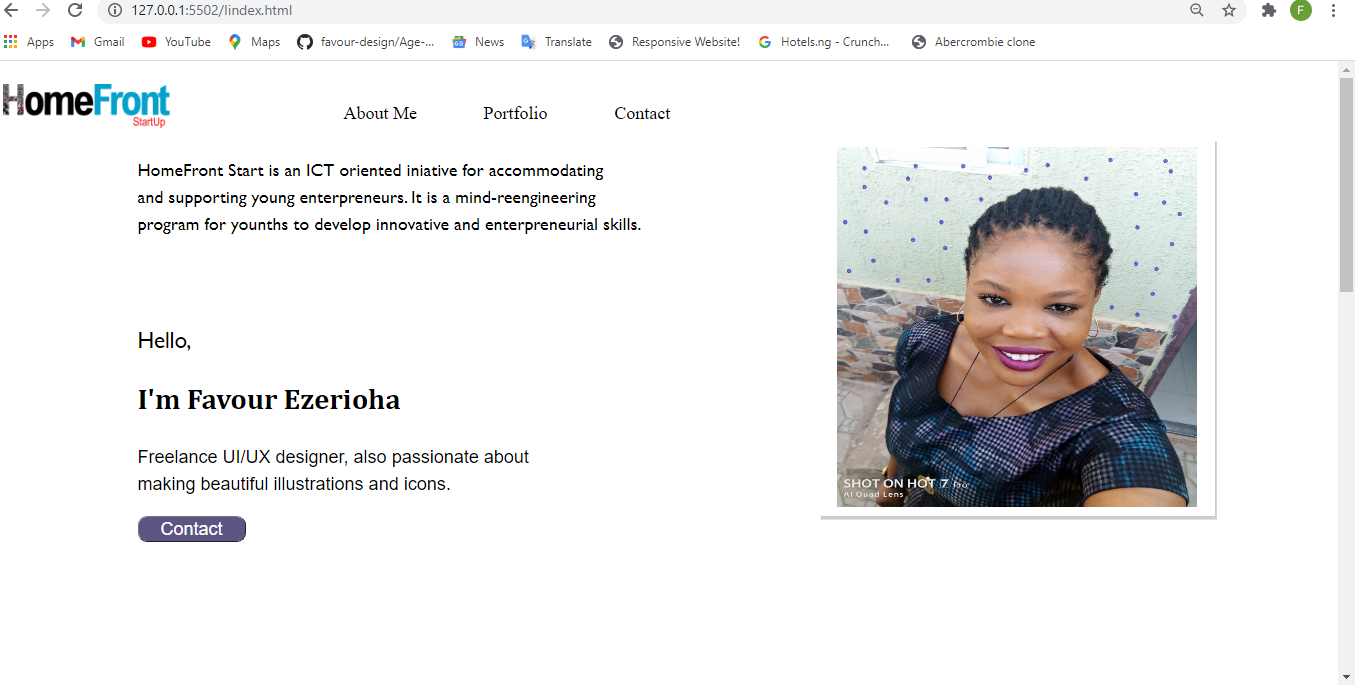 127.0.0.1:5502/lindex.html
F
Apps Gmail YouTube Maps favour-design/Age-... News Translate Responsive Website! Hotels.ng - Crunch... Abercrombie clone
HomeFront
StartUp
About Me Portfolio Contact
HomeFront Start is an ICT oriented iniative for accommodating
and supporting young enterpreneurs. It is a mind-reengineering
program for younths to develop innovative and enterpreneurial skills.
Hello,
I'm Favour Ezerioha
Freelance UI/UX designer, also passionate about
making beautiful illustrations and icons.
Contact
SHOT ON HOT 7 Pro
AI Quad Lens